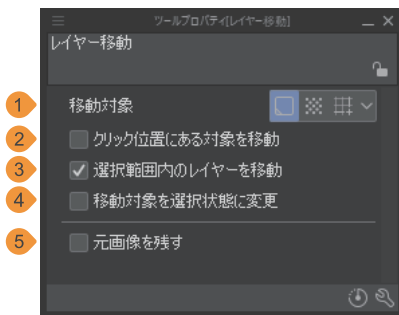 ツールプロパティ[レイヤー移動]
レイヤー移動
1 移動対象
2 クリック位置にある対象を移動
3 選択範囲内のレイヤーを移動
4 移動対象を選択状態に変更
5 元画像を残す